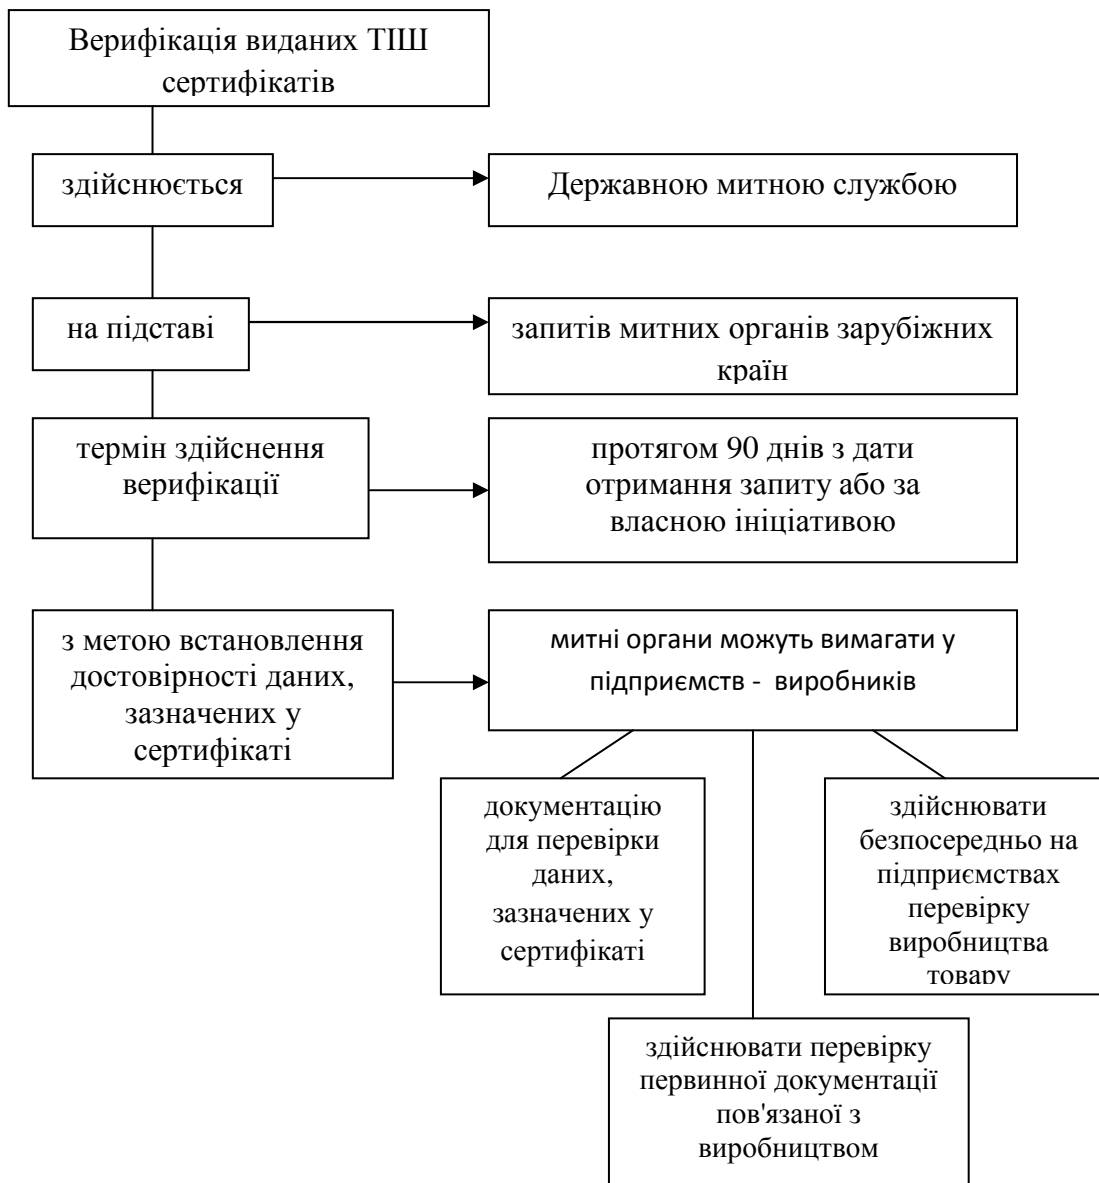 Верифікація виданих ТІШ
сертифікатів
здійснюється
Державною митною службою
на підставі
запитів митних органів зарубіжних
країн
термін здійснення
верифікації
протягом 90 днів з дати
отримання запиту або за
власною ініціативою
з метою встановлення
достовірності даних,
зазначених у
сертифікаті
митні органи можуть вимагати у
підприємств - виробників
документацію
для перевірки
даних,
зазначених у
сертифікаті
здійснювати
безпосередньо на
підприємствах
перевірку
виробництва
товару
здійснювати перевірку
первинної документації
пов'язаної з
виробництвом